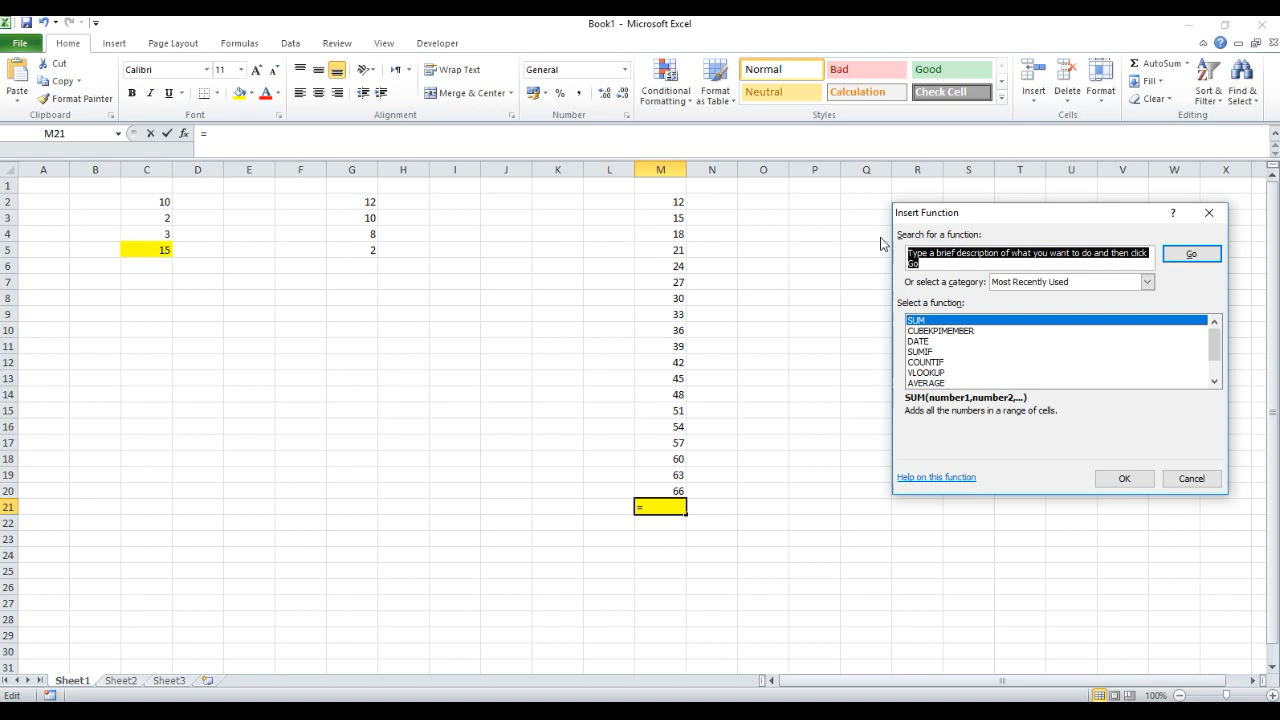 Book1 - Microsoft Excel
File Home Insert Page Layout Formulas Data Review View Developer
Paste
Cut
Copy
Format Painter
Clipboard
Calibri 11
B I U
Font
Wrap Text
Merge & Center
Alignment
General
Number
Conditional Formatting
Format as Table
Normal Bad Good
Neutral Calculation Check Cell
Styles
Insert Delete Format
Cells
AutoSum
Fill
Clear
Sort & Filter
Find & Select
Editing
M21 fx =
A B C D E F G H I J K L M N O P Q R S T U V W X
1
2 10 12 12
3 2 10 15
4 3 8 18
5 15 2 21
6 24
7 27
8 30
9 33
10 36
11 39
12 42
13 45
14 48
15 51
16 54
17 57
18 60
19 63
20 66
21 =
22
23
24
25
26
27
28
29
30
31
Insert Function ?
Search for a function:
Type a brief description of what you want to do and then click
Go
Go
Or select a category: Most Recently Used
Select a function:
SUM
CUBEKPIMEMBER
DATE
SUMIF
COUNTIF
VLOOKUP
AVERAGE
SUM(number1,number2,...)
Adds all the numbers in a range of cells.
Help on this function
OK Cancel
Sheet1 Sheet2 Sheet3
Edit 100%